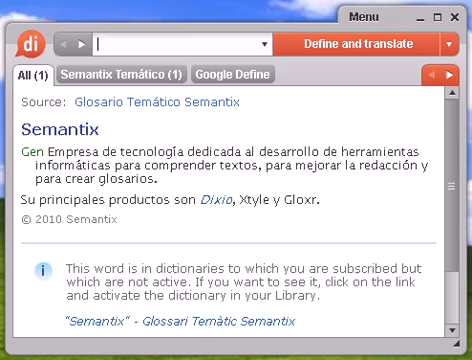 Menu
di
Define and translate
All (1) Semantix Temático (1) Google Define
Source: Glosario Temático Semantix
Semantix
Gen Empresa de tecnología dedicada al desarrollo de herramientas
informáticas para comprender textos, para mejorar la redacción y
para crear glosarios.
Su principales productos son Dixio, Xtyle y Gloxr.
© 2010 Semantix
i
This word is in dictionaries to which you are subscribed but
which are not active. If you want to see it, click on the link
and activate the dictionary in your Library.
"Semantix" - Glossari Temàtic Semantix